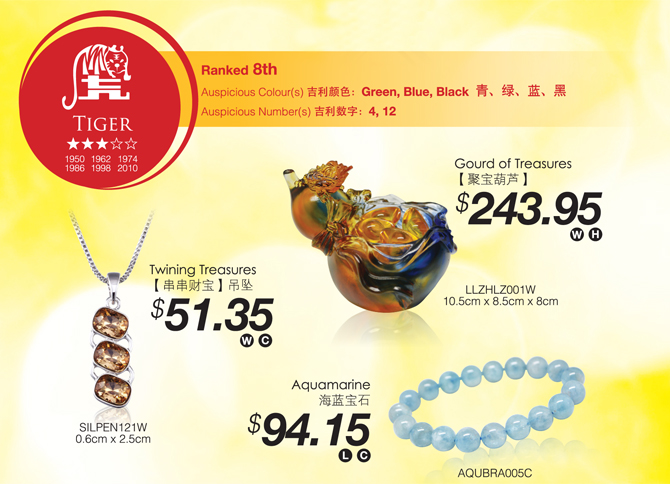 TIGER
★★★☆☆
1950 1962 1974
1986 1998 2010
Ranked 8th
Auspicious Colour(s) 吉利颜色: Green, Blue, Black 青、绿、蓝、黑
Auspicious Number(s) 吉利数字: 4, 12
Gourd of Treasures
【聚宝葫芦】
$243.95
W H
LLZHLZ001W
10.5cm x 8.5cm x 8cm
Twining Treasures
【串串财宝】吊坠
$51.35
W C
SILPEN121W
0.6cm x 2.5cm
Aquamarine
海蓝宝石
$94.15
L C
AQUBRA005C